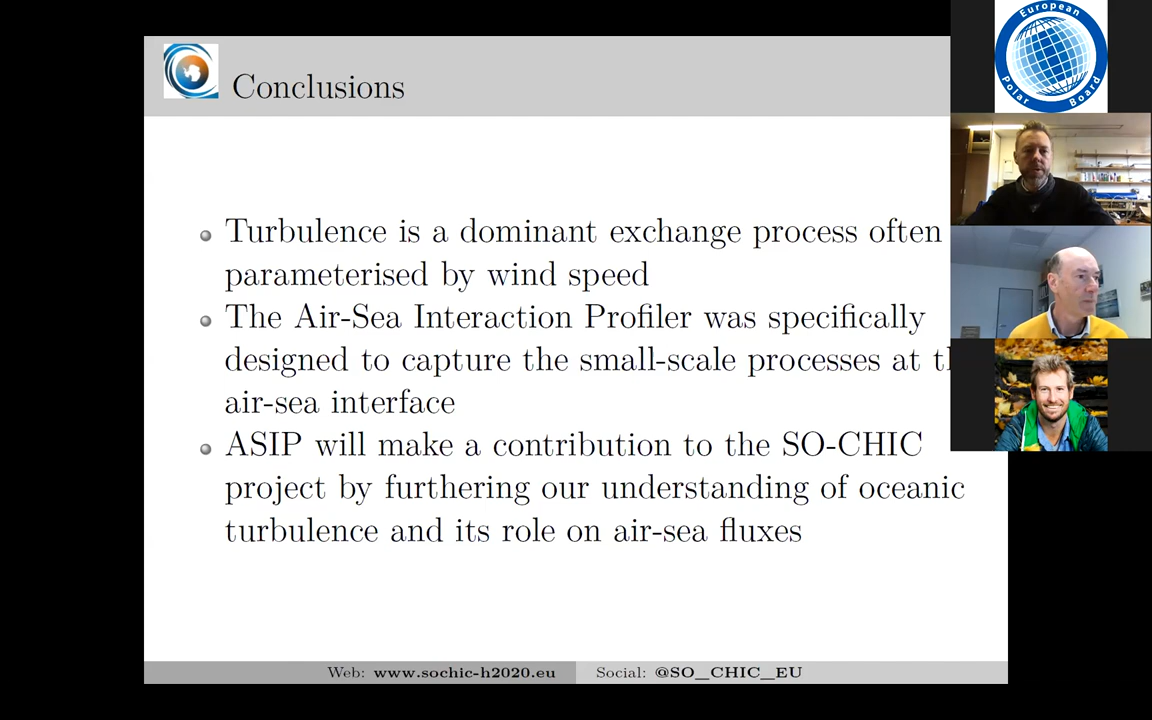 Conclusions
Turbulence is a dominant exchange process often
parameterised by wind speed
The Air-Sea Interaction Profiler was specifically
designed to capture the small-scale processes at
air-sea interface
ASIP will make a contribution to the SO-CHIC
project by furthering our understanding of oceanic
turbulence and its role on air-sea fluxes
Web: www.sochic-h2020.eu Social: @SO_CHIC_EU
European
Polar Board